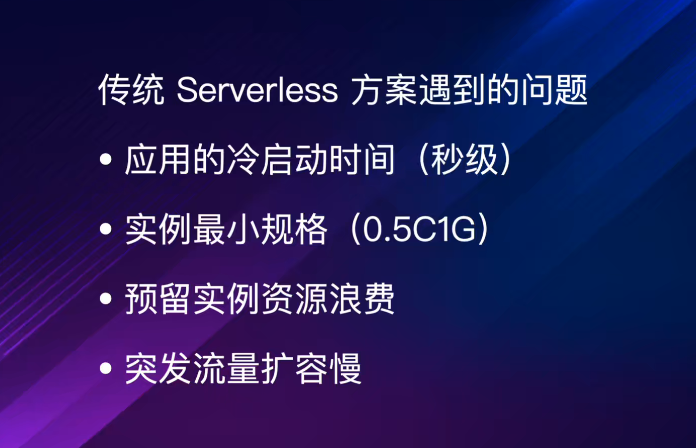 传统 Serverless 方案遇到的问题
• 应用的冷启动时间（秒级）
• 实例最小规格（0.5C1G）
• 预留实例资源浪费
• 突发流量扩容慢